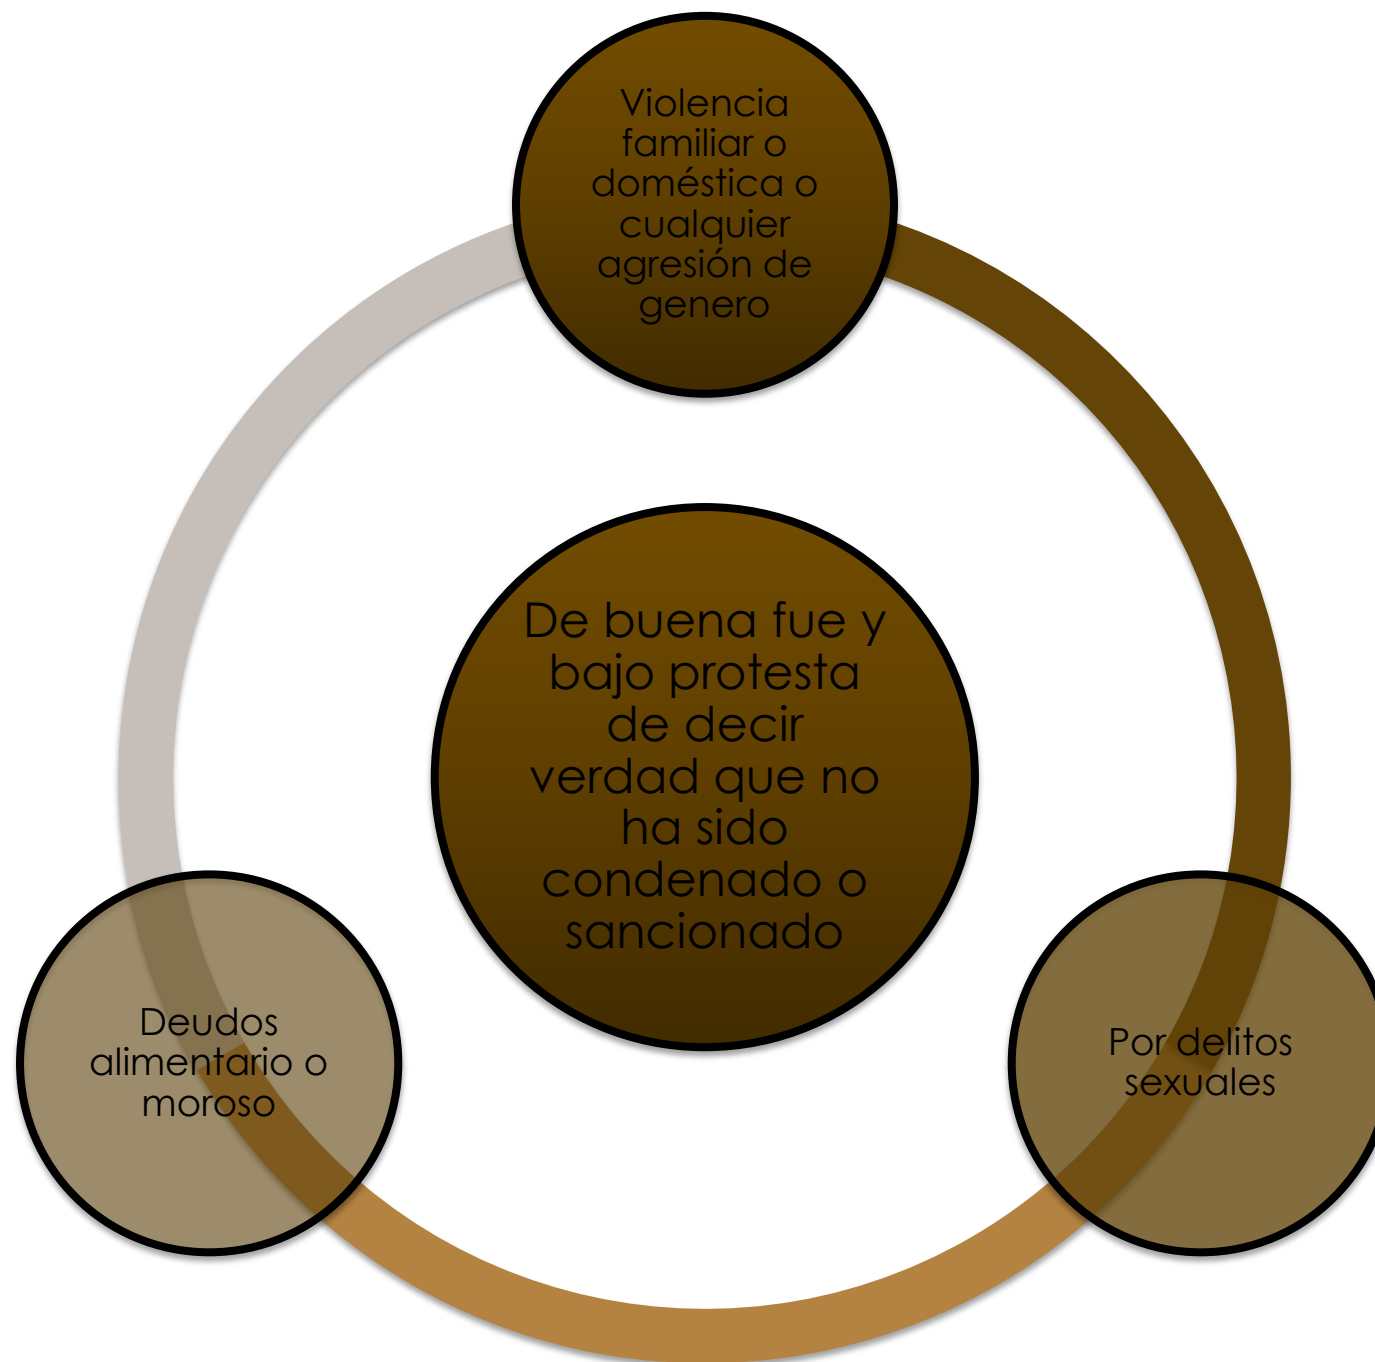 Violencia
familiar o
doméstica o
cualquier
agresión de
genero
De buena fue y
bajo protesta
de decir
verdad que no
ha sido
condenado o
sancionado
Deudos
alimentario o
moroso
Por delitos
sexuales